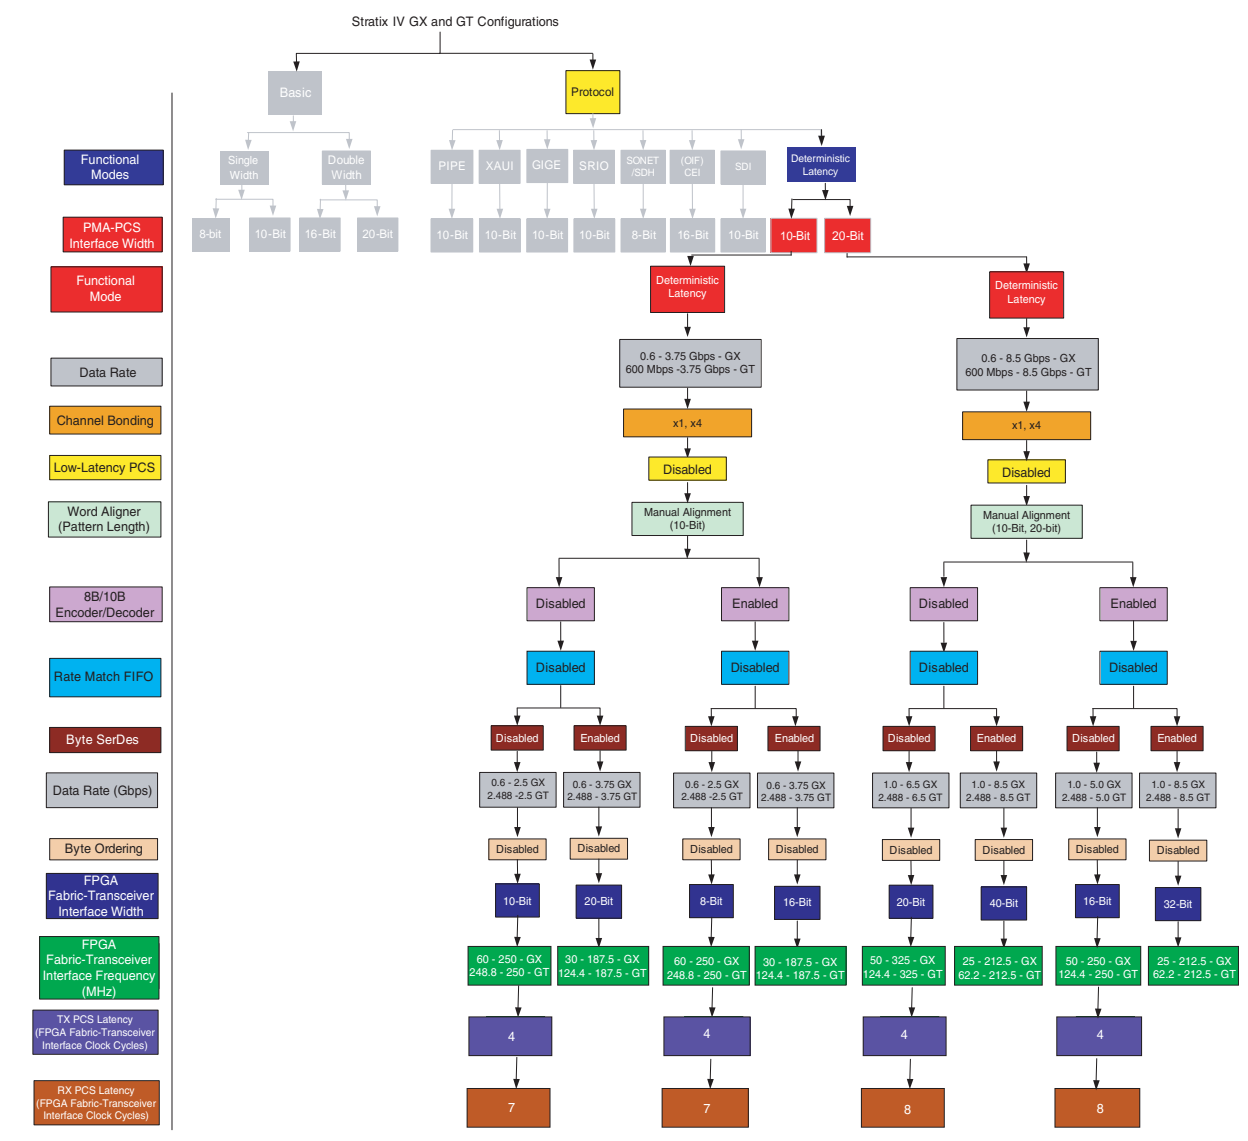 Stratix IV GX and GT Configurations
Basic
Protocol
Functional
Modes
Single
Width
Double
Width
PIPE
XAUI
GIGE
SRIO
SONET
/SDH
(OIF)
CEI
SDI
Deterministic
Latency
PMA-PCS
Interface Width
8-bit
10-Bit
16-Bit
20-Bit
10-Bit
10-Bit
10-Bit
10-Bit
8-Bit
16-Bit
10-Bit
10-Bit
20-Bit
Functional
Mode
Deterministic
Latency
Deterministic
Latency
Data Rate
0.6 - 3.75 Gbps - GX
600 Mbps -3.75 Gbps - GT
0.6 - 8.5 Gbps - GX
600 Mbps - 8.5 Gbps - GT
Channel Bonding
x1, x4
x1, x4
Low-Latency PCS
Disabled
Disabled
Word Aligner
(Pattern Length)
Manual Alignment
(10-Bit)
Manual Alignment
(10-Bit, 20-bit)
8B/10B
Encoder/Decoder
Disabled
Enabled
Disabled
Enabled
Rate Match FIFO
Disabled
Disabled
Disabled
Disabled
Byte SerDes
Disabled
Enabled
Disabled
Enabled
Disabled
Enabled
Disabled
Enabled
Data Rate (Gbps)
0.6 - 2.5 GX
2.488 -2.5 GT
0.6 - 3.75 GX
2.488 - 3.75 GT
0.6 - 2.5 GX
2.488 -2.5 GT
0.6 - 3.75 GX
2.488 - 3.75 GT
1.0 - 6.5 GX
2.488 - 6.5 GT
1.0 - 8.5 GX
2.488 - 8.5 GT
1.0 - 5.0 GX
2.488 - 5.0 GT
1.0 - 8.5 GX
2.488 - 8.5 GT
Byte Ordering
Disabled
Disabled
Disabled
Disabled
Disabled
Disabled
Disabled
Disabled
FPGA
Fabric-Transceiver
Interface Width
10-Bit
20-Bit
8-Bit
16-Bit
20-Bit
40-Bit
16-Bit
32-Bit
FPGA
Fabric-Transceiver
Interface Frequency
(MHz)
60 - 250 - GX
248.8 - 250 - GT
30 - 187.5 - GX
124.4 - 187.5 - GT
60 - 250 - GX
248.8 - 250 - GT
30 - 187.5 - GX
124.4 - 187.5 - GT
50 - 325 - GX
124.4 - 325 - GT
25 - 212.5 - GX
62.2 - 212.5 - GT
50 - 250 - GX
124.4 - 250 - GT
25 - 212.5 - GX
62.2 - 212.5 - GT
TX PCS Latency
(FPGA Fabric-Transceiver
Interface Clock Cycles)
4
4
4
4
RX PCS Latency
(FPGA Fabric-Transceiver
Interface Clock Cycles)
7
7
8
8